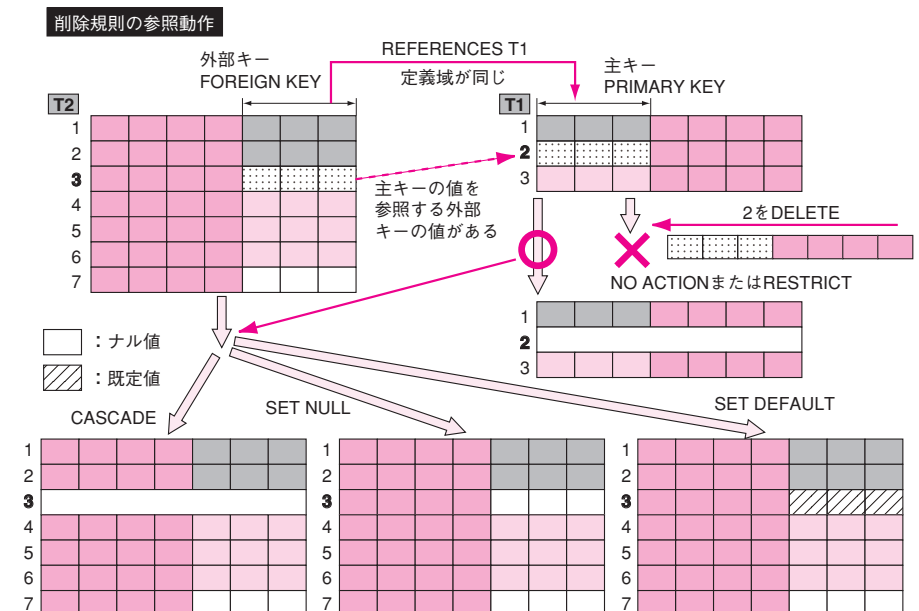 削除規則の参照動作
外部キー
FOREIGN KEY
REFERENCES T1
定義域が同じ
主キー
PRIMARY KEY
T2
1
2
3
4
5
6
7
T1
1
2
3
主キーの値を
参照する外部
キーの値がある
2をDELETE
NO ACTIONまたはRESTRICT
1
2
3
：ナル値
：既定値
CASCADE
SET NULL
SET DEFAULT
1
2
3
4
5
6
7
1
2
3
4
5
6
7
1
2
3
4
5
6
7